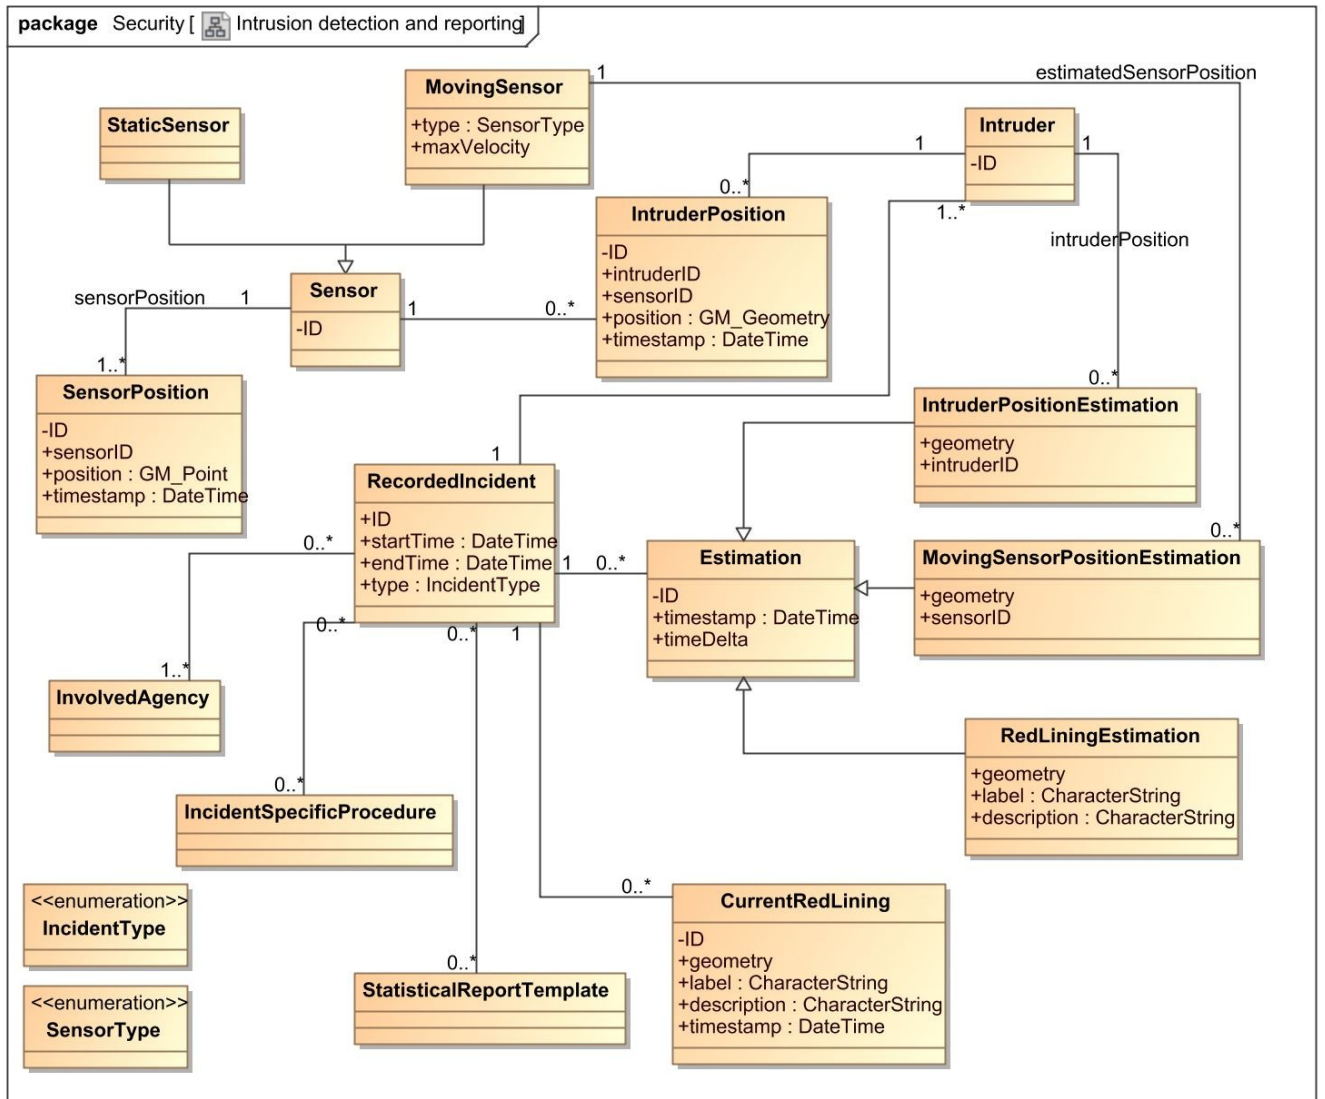 package Security [ Intrusion detection and reporting]
MovingSensor
+type : SensorType
+maxVelocity
1
estimatedSensorPosition
StaticSensor
Intruder
-ID
1
1
0..*
1..*
IntruderPosition
-ID
+intruderID
+sensorID
+position : GM_Geometry
+timestamp : DateTime
intruderPosition
Sensor
-ID
sensorPosition
1
1
0..*
1..*
0..*
SensorPosition
-ID
+sensorID
+position : GM_Point
+timestamp : DateTime
IntruderPositionEstimation
+geometry
+intruderID
1
RecordedIncident
+ID
+startTime : DateTime
+endTime : DateTime
+type : IncidentType
0..*
1
0..*
0..*
Estimation
-ID
+timestamp : DateTime
+timeDelta
MovingSensorPositionEstimation
+geometry
+sensorID
0..*
0..*
1
1..*
InvolvedAgency
RedLiningEstimation
+geometry
+label : CharacterString
+description : CharacterString
0..*
IncidentSpecificProcedure
<<enumeration>>
IncidentType
0..*
CurrentRedLining
-ID
+geometry
+label : CharacterString
+description : CharacterString
+timestamp : DateTime
0..*
StatisticalReportTemplate
<<enumeration>>
SensorType